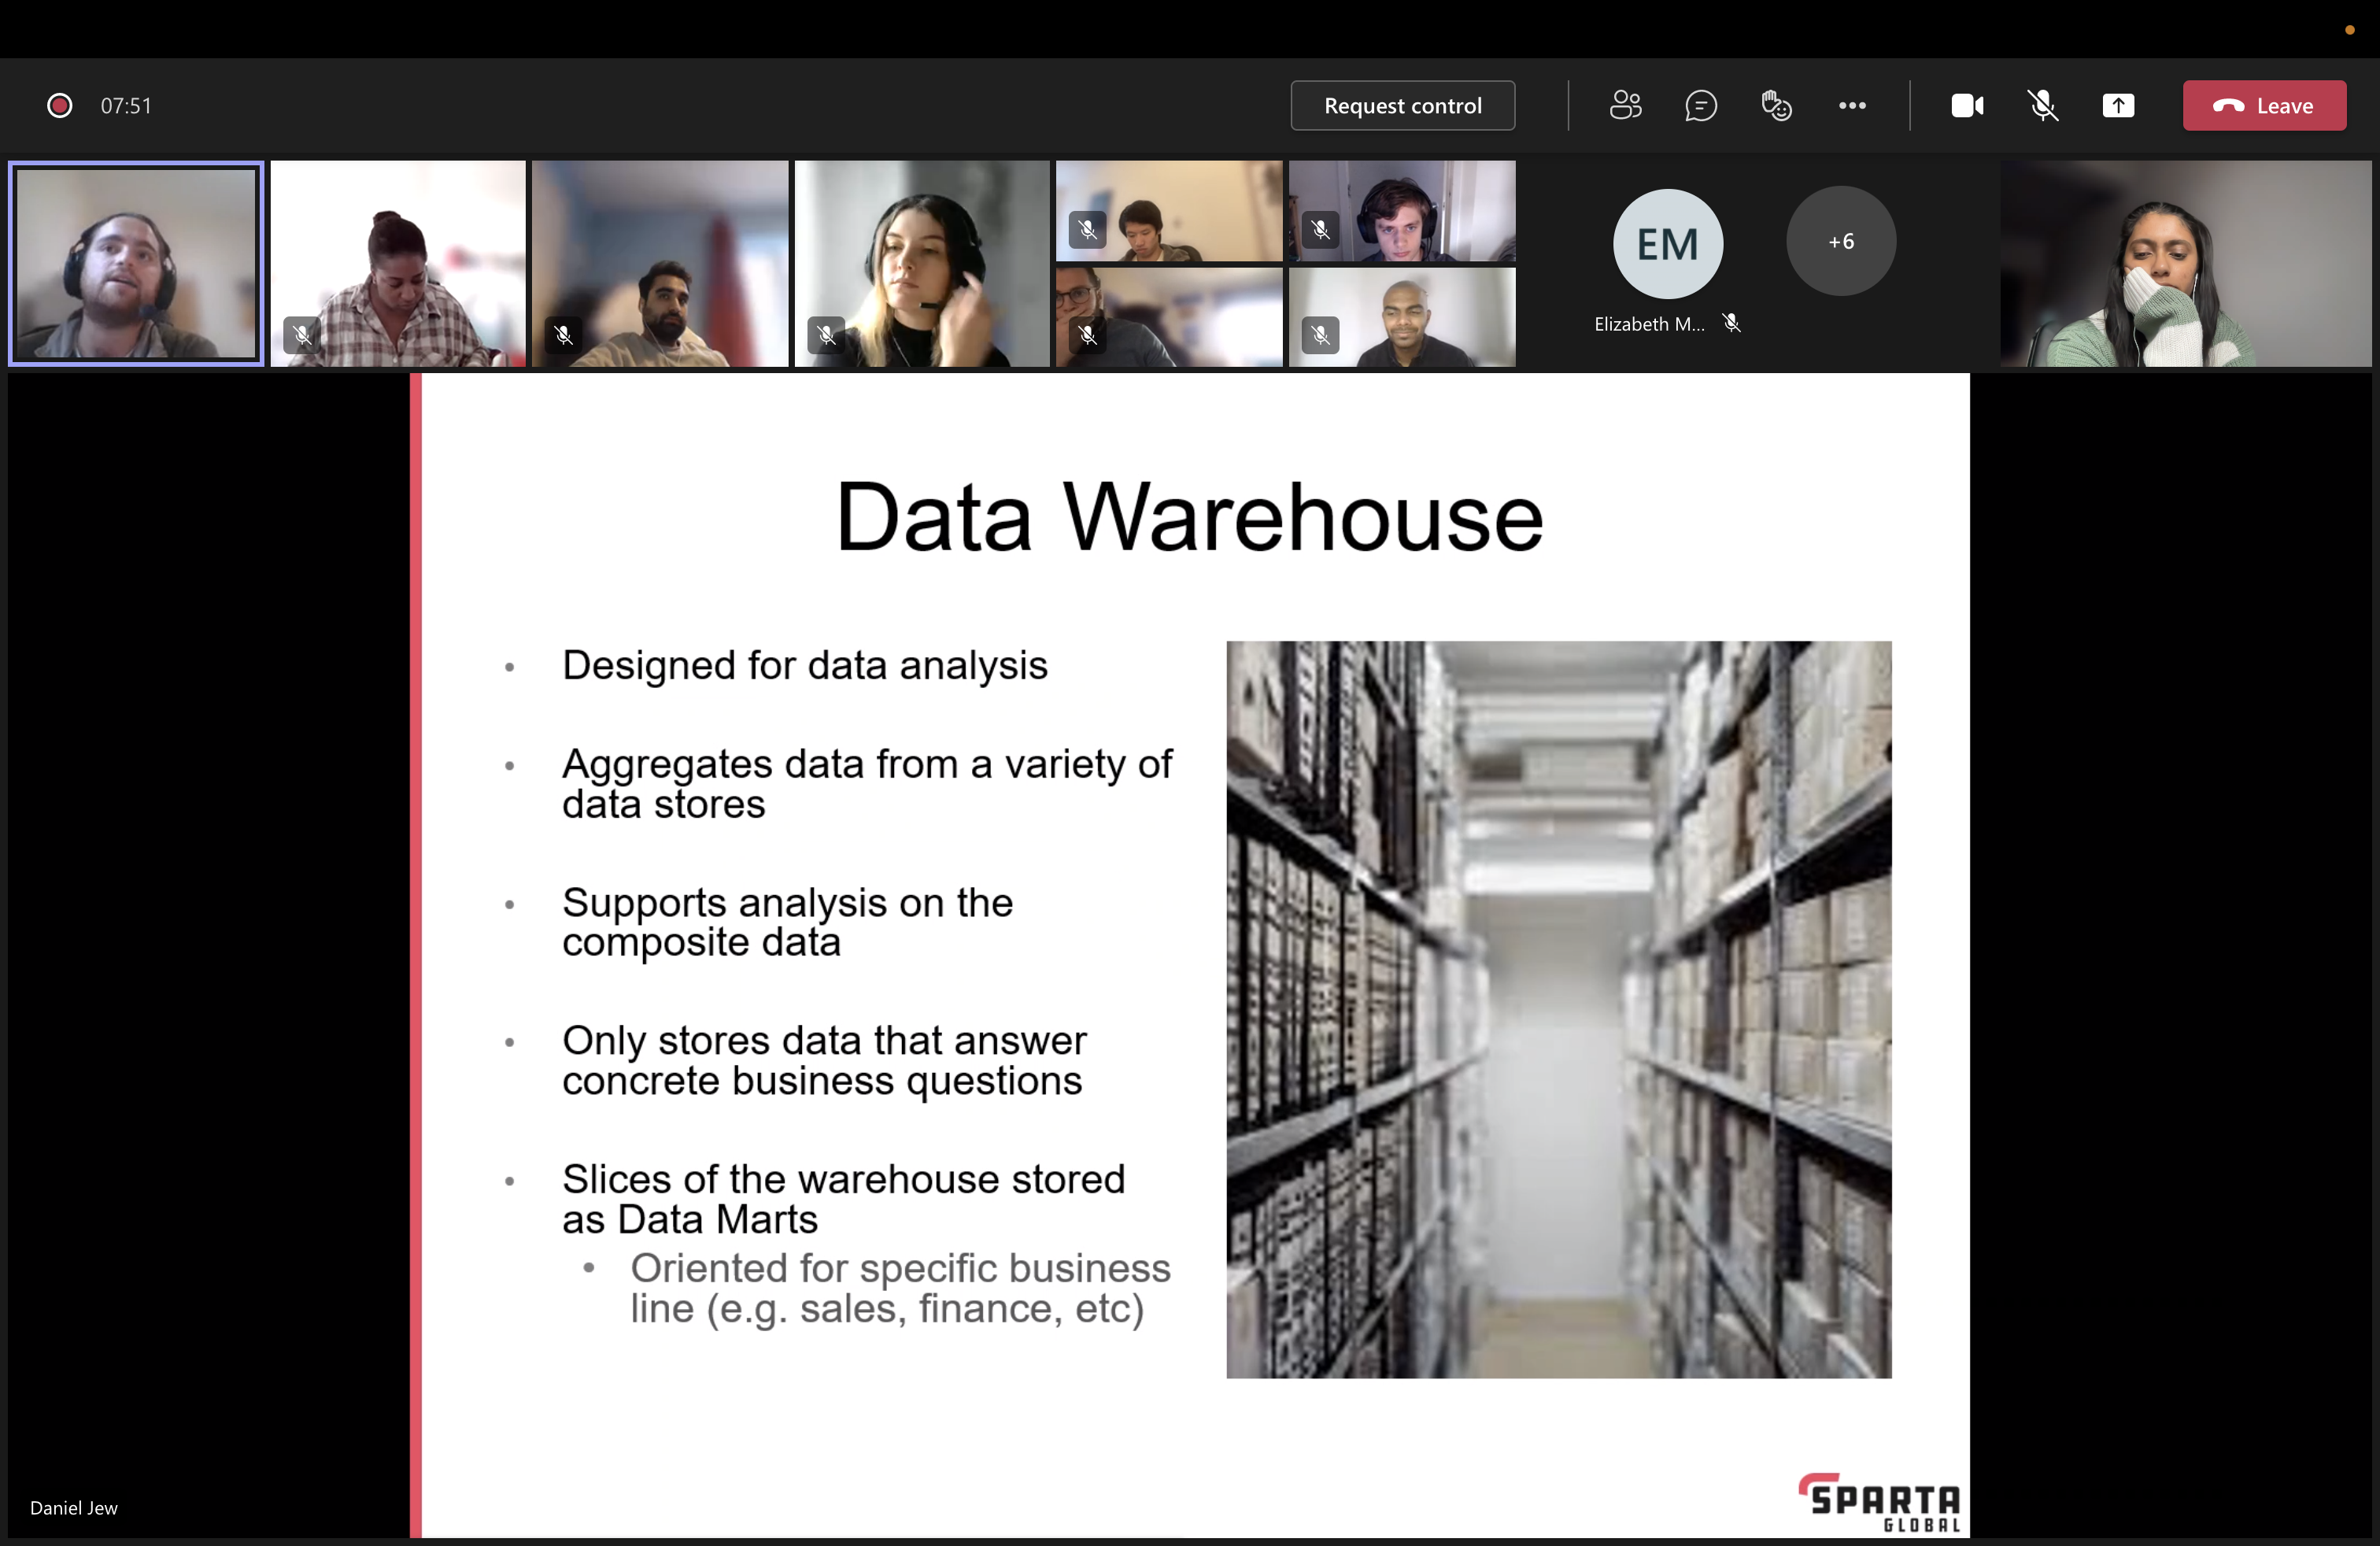 07:51
Request control
Leave
EM
+6
Elizabeth M...
Data Warehouse
• Designed for data analysis
• Aggregates data from a variety of
data stores
• Supports analysis on the
composite data
• Only stores data that answer
concrete business questions
• Slices of the warehouse stored
as Data Marts
• Oriented for specific business
line (e.g. sales, finance, etc)
Daniel Jew
SPARTA
GLOBAL